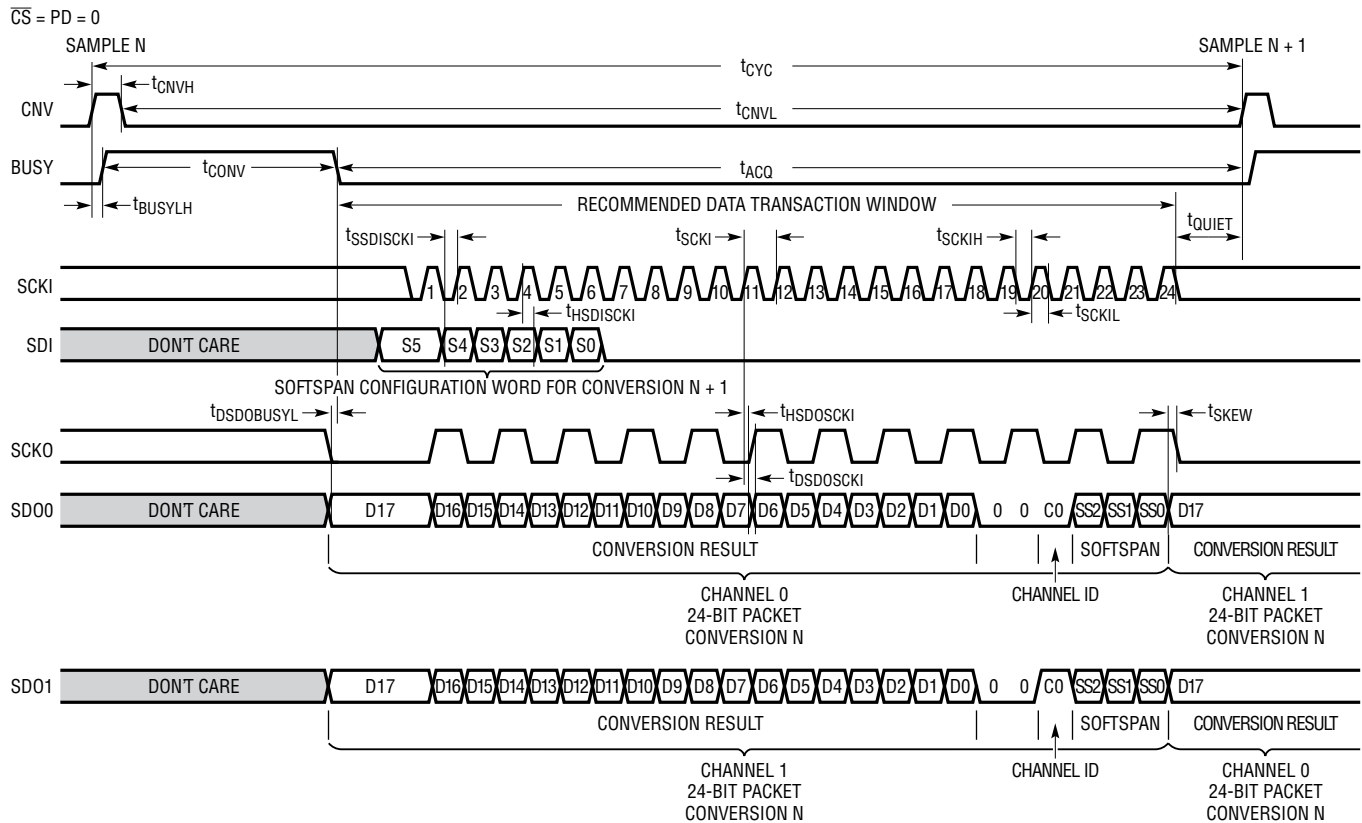 CS = PD = 0
SAMPLE N SAMPLE N + 1
tCYC
tCNVH
CNV
tCNVL
BUSY
tCONV tACQ
tBUSYLH
RECOMMENDED DATA TRANSACTION WINDOW
tQUIET
tSSDISCKI tSCKI tSCKIH
SCKI
1 2 3 4 5 6 7 8 9 10 11 12 13 14 15 16 17 18 19 20 21 22 23 24
tHSDISCKI tSCKIL
SDI DON'T CARE S5 S4 S3 S2 S1 S0
SOFTSPAN CONFIGURATION WORD FOR CONVERSION N + 1
tDSDOBUSYL tHSDOSCKI tSKEW
SCKO
tDSDOSCKI
SDO0 DON'T CARE D17 D16 D15 D14 D13 D12 D11 D10 D9 D8 D7 D6 D5 D4 D3 D2 D1 D0 0 0 C0 SS2 SS1 SS0 D17
CONVERSION RESULT SOFTSPAN CONVERSION RESULT
CHANNEL 0 CHANNEL ID CHANNEL 1
24-BIT PACKET 24-BIT PACKET
CONVERSION N CONVERSION N
SDO1 DON'T CARE D17 D16 D15 D14 D13 D12 D11 D10 D9 D8 D7 D6 D5 D4 D3 D2 D1 D0 0 0 C0 SS2 SS1 SS0 D17
CONVERSION RESULT SOFTSPAN CONVERSION RESULT
CHANNEL 1 CHANNEL ID CHANNEL 0
24-BIT PACKET 24-BIT PACKET
CONVERSION N CONVERSION N